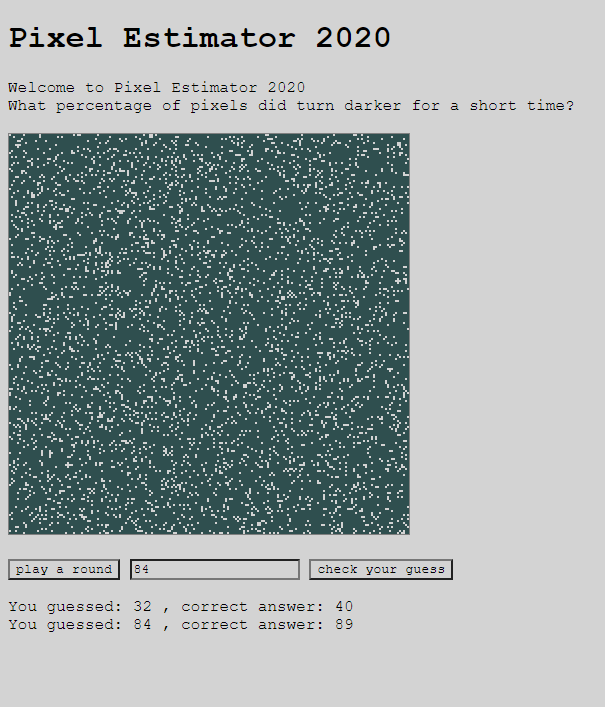 Pixel Estimator 2020
Welcome to Pixel Estimator 2020
What percentage of pixels did turn darker for a short time?
play a round 84 check your guess
You guessed: 32 , correct answer: 40
You guessed: 84 , correct answer: 89